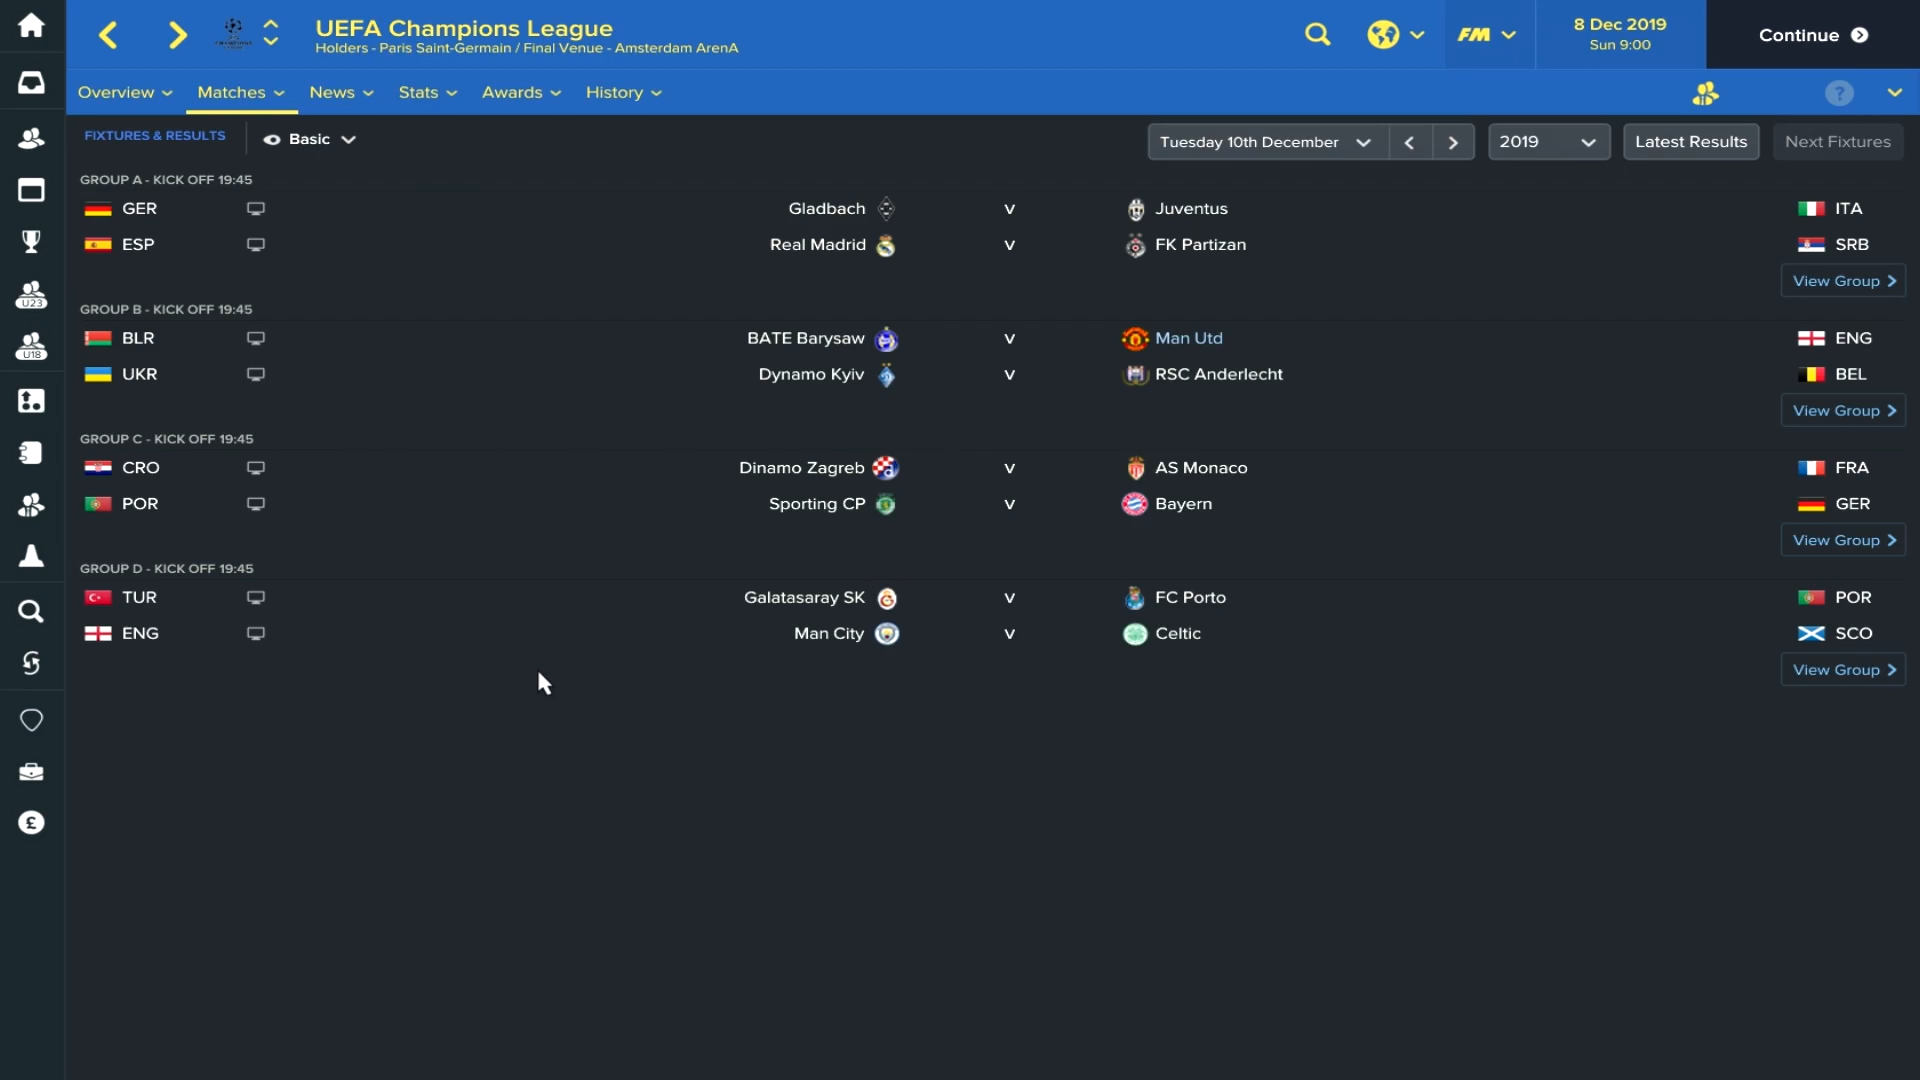 UEFA Champions League
Holders - Paris Saint-Germain / Final Venue - Amsterdam ArenA
FM
8 Dec 2019
Sun 9:00
Continue
Overview Matches News Stats Awards History
?
FIXTURES & RESULTS Basic Tuesday 10th December 2019 Latest Results Next Fixtures
GROUP A - KICK OFF 19:45
GER Gladbach v Juventus ITA
ESP Real Madrid v FK Partizan SRB
View Group
GROUP B - KICK OFF 19:45
BLR BATE Barysaw v Man Utd ENG
UKR Dynamo Kyiv v RSC Anderlecht BEL
View Group
GROUP C - KICK OFF 19:45
CRO Dinamo Zagreb v AS Monaco FRA
POR Sporting CP v Bayern GER
View Group
GROUP D - KICK OFF 19:45
TUR Galatasaray SK v FC Porto POR
ENG Man City v Celtic SCO
View Group
U23
U18
£